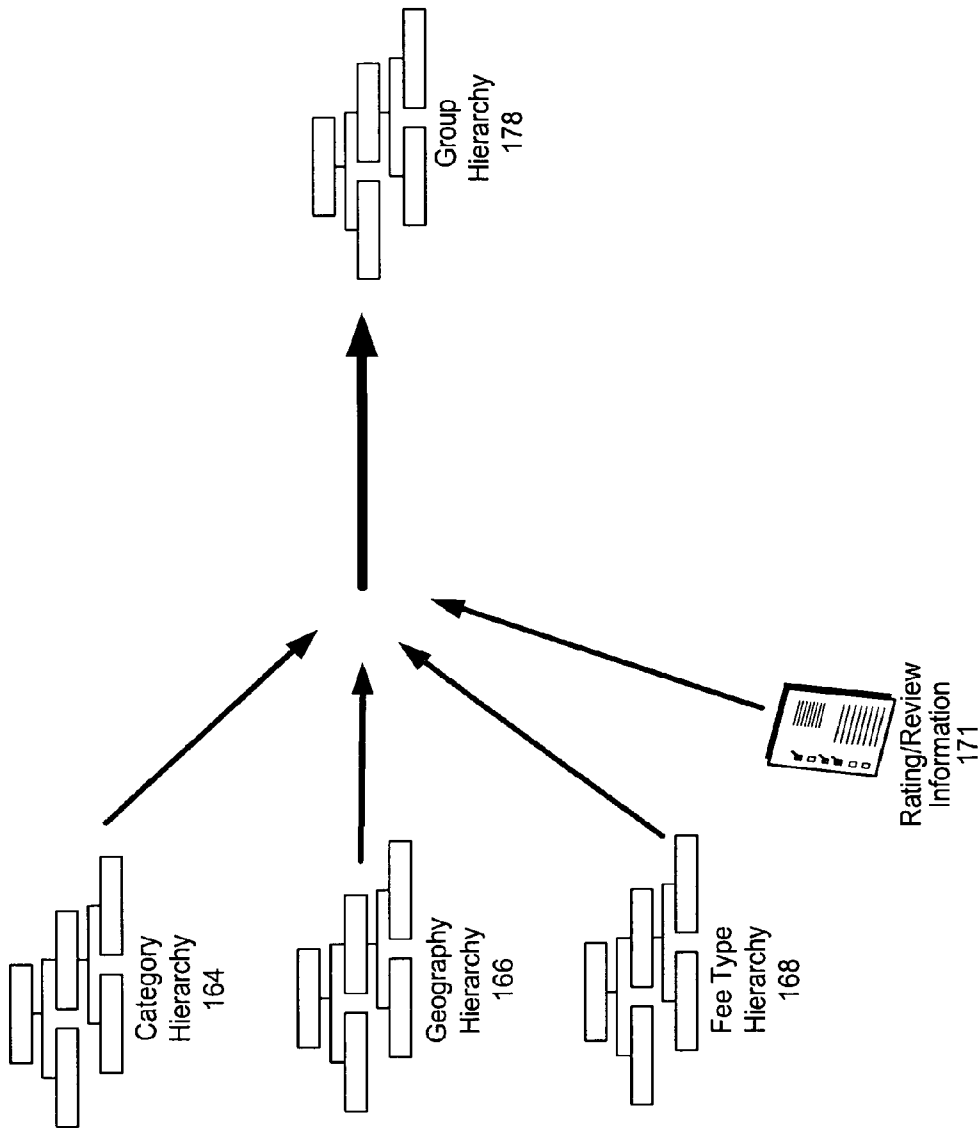 Category
Hierarchy
164
Geography
Hierarchy
166
Fee Type
Hierarchy
168
Rating/Review
Information
171
Group
Hierarchy
178